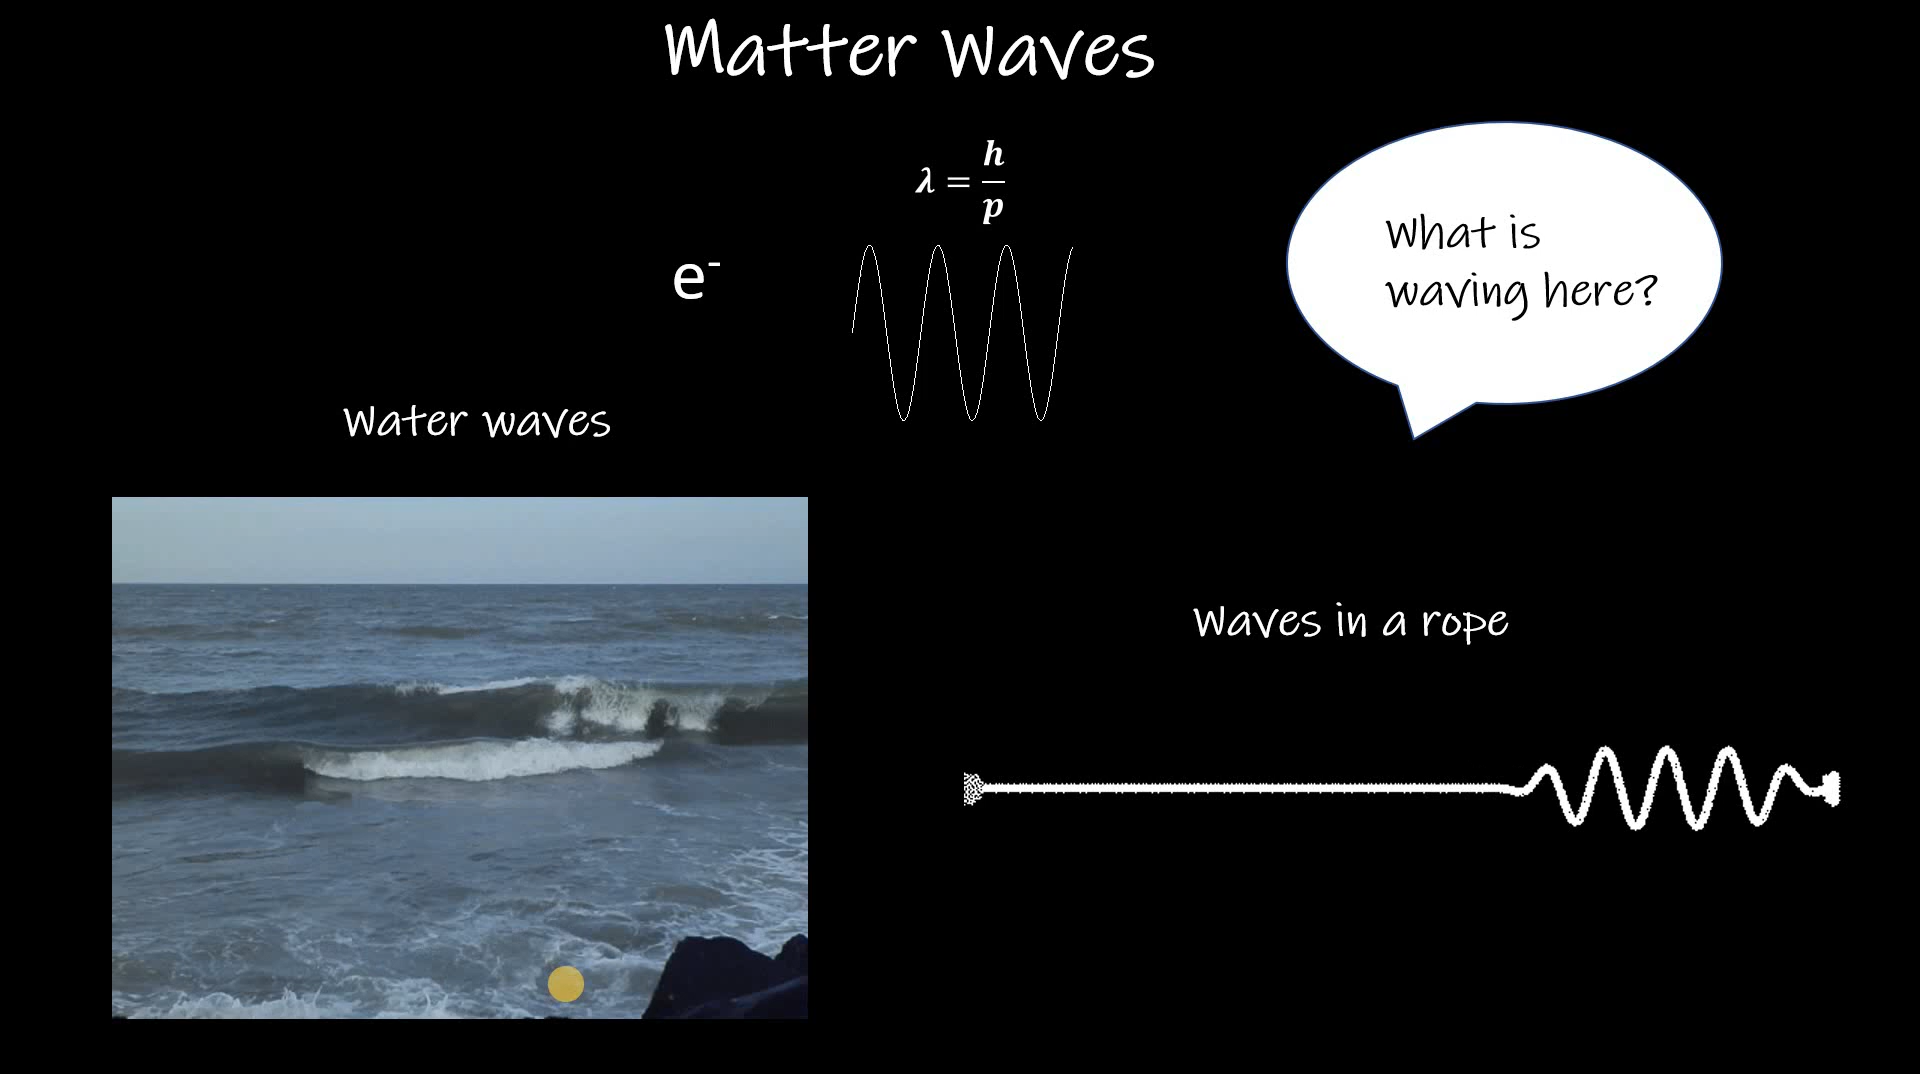 Matter Waves
λ = h/p
e-
What is
waving here?
Water waves
Waves in a rope